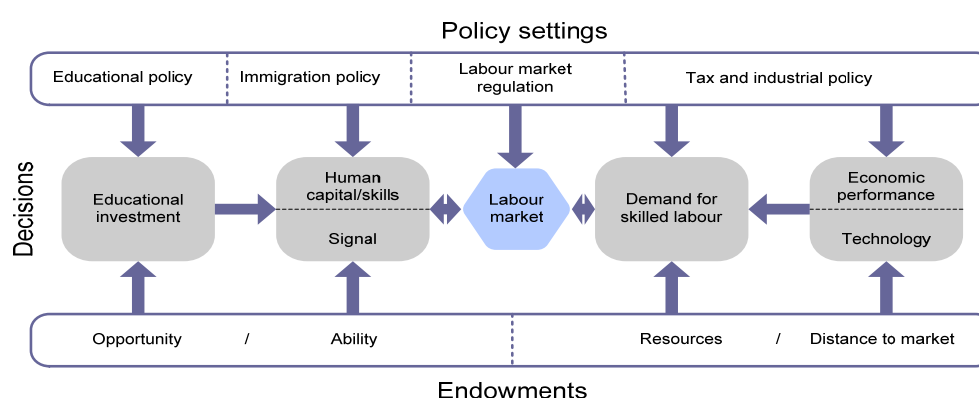 Policy settings
Educational policy
Immigration policy
Labour market
regulation
Tax and industrial policy
Decisions
Educational
investment
Human
capital/skills
Signal
Labour
market
Demand for
skilled labour
Economic
performance
Technology
Opportunity / Ability
Resources / Distance to market
Endowments